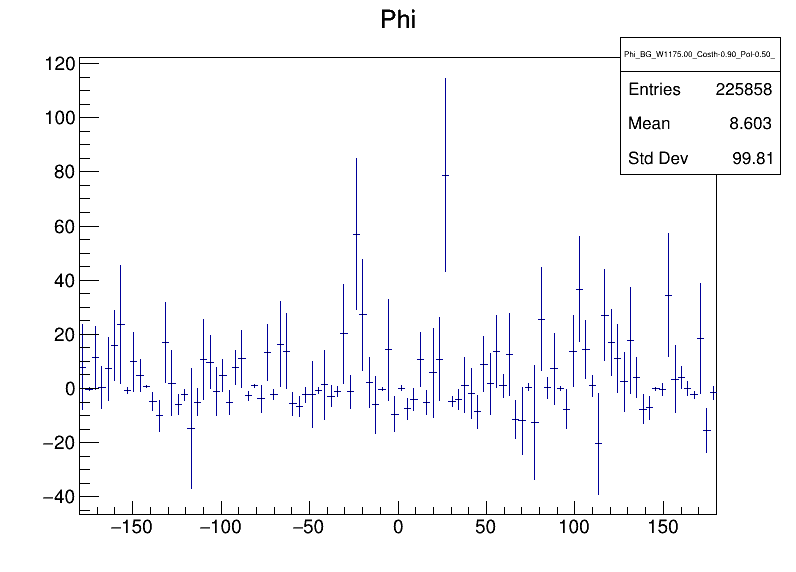 Phi
Phi_BG_W1175.00_Costh-0.90_Pol-0.50_
Entries 225858
Mean 8.603
Std Dev 99.81
120
100
80
60
40
20
0
−20
−40
−150 −100 −50 0 50 100 150